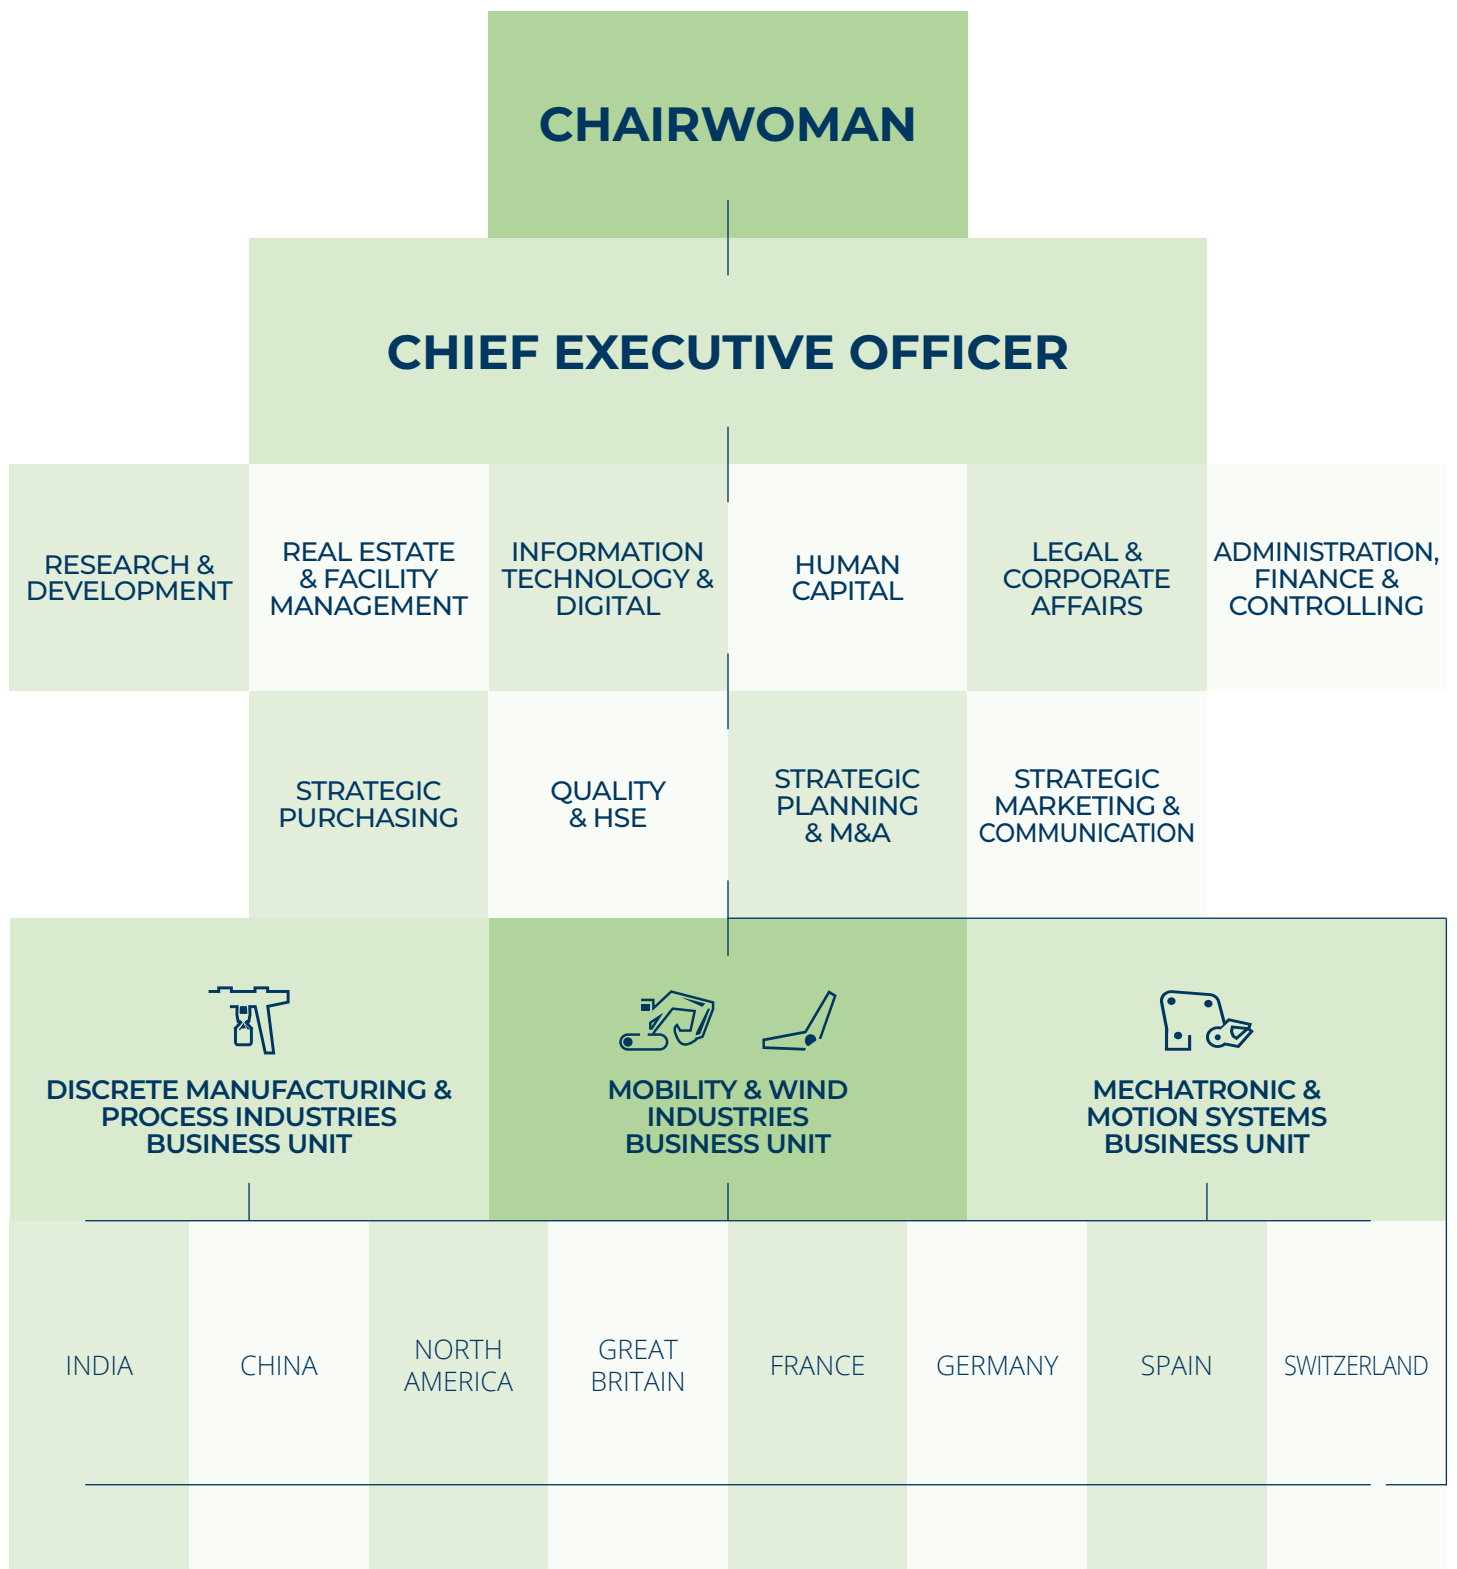 CHAIRWOMAN
CHIEF EXECUTIVE OFFICER
RESEARCH &
DEVELOPMENT
REAL ESTATE
& FACILITY
MANAGEMENT
INFORMATION
TECHNOLOGY &
DIGITAL
HUMAN
CAPITAL
LEGAL &
CORPORATE
AFFAIRS
ADMINISTRATION,
FINANCE &
CONTROLLING
STRATEGIC
PURCHASING
QUALITY
& HSE
STRATEGIC
PLANNING
& M&A
STRATEGIC
MARKETING &
COMMUNICATION
DISCRETE MANUFACTURING &
PROCESS INDUSTRIES
BUSINESS UNIT
MOBILITY & WIND
INDUSTRIES
BUSINESS UNIT
MECHATRONIC &
MOTION SYSTEMS
BUSINESS UNIT
INDIA
CHINA
NORTH
AMERICA
GREAT
BRITAIN
FRANCE
GERMANY
SPAIN
SWITZERLAND